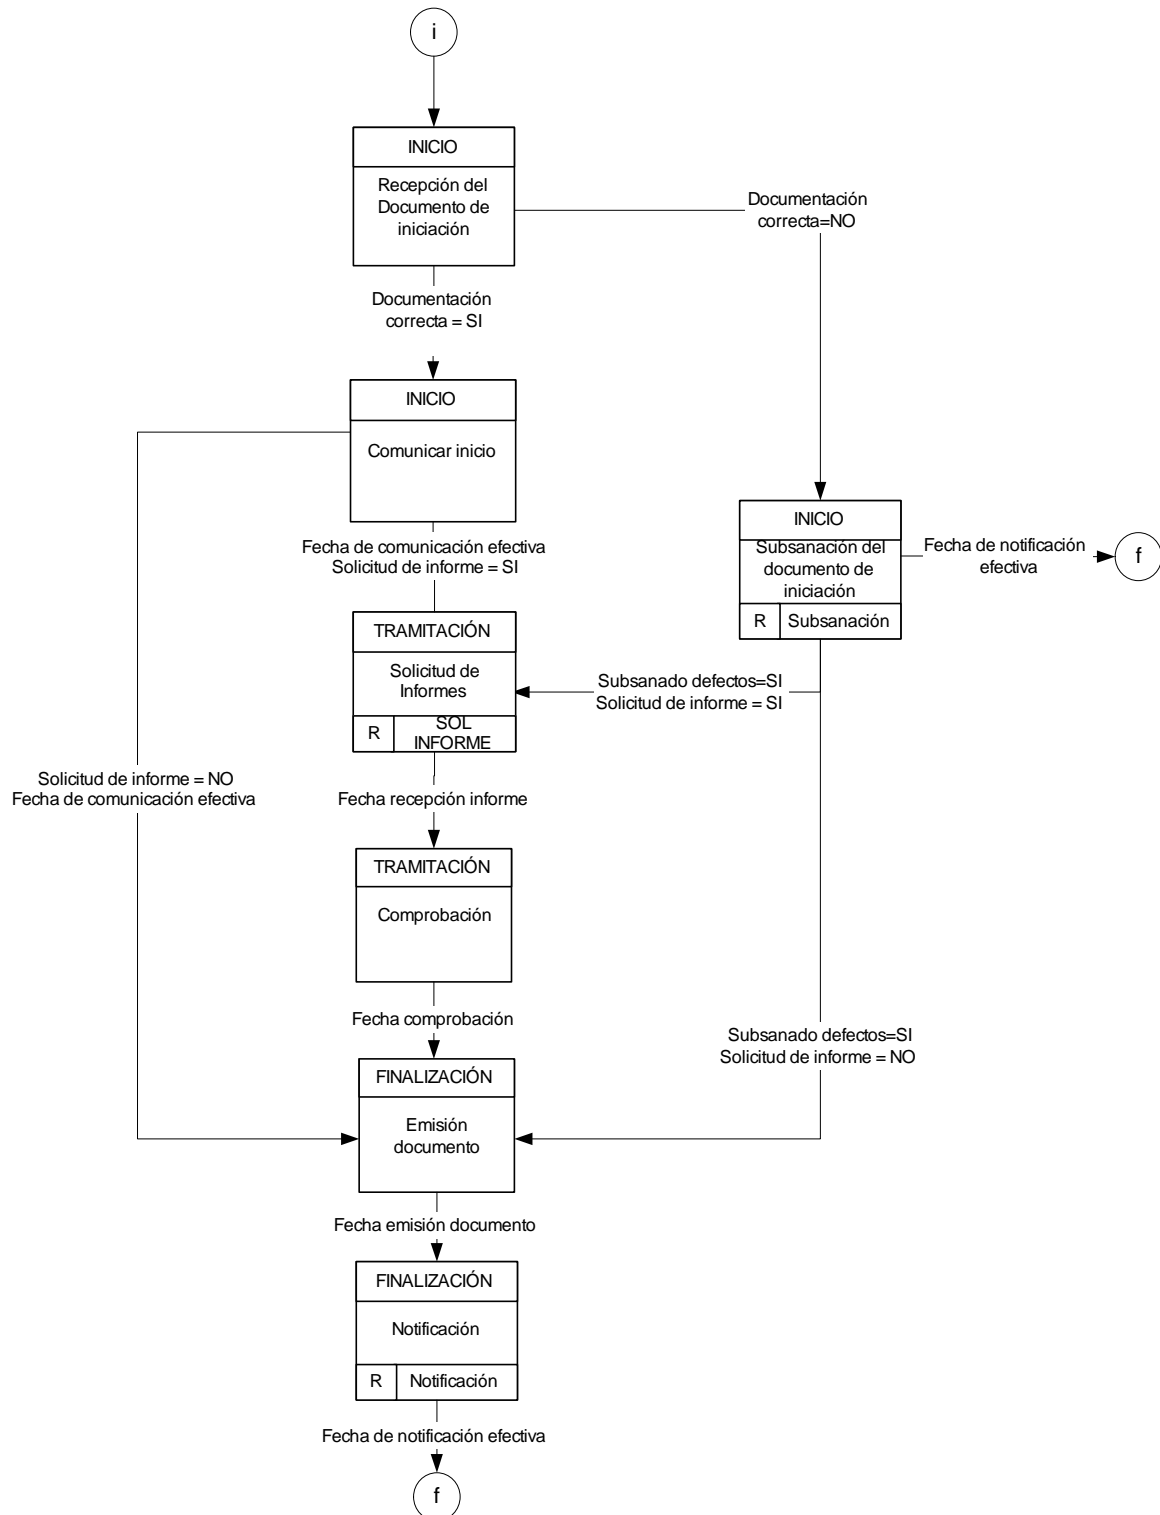 i
INICIO
Recepción del
Documento de
iniciación
Documentación
correcta=NO
Documentación
correcta = SI
INICIO
Comunicar inicio
INICIO
Subsanación del
documento de
iniciación
R
Subsanación
Fecha de notificación
efectiva
f
Fecha de comunicación efectiva
Solicitud de informe = SI
TRAMITACIÓN
Solicitud de
Informes
R
SOL
INFORME
Subsanado defectos=SI
Solicitud de informe = SI
Solicitud de informe = NO
Fecha de comunicación efectiva
Fecha recepción informe
TRAMITACIÓN
Comprobación
Fecha comprobación
Subsanado defectos=SI
Solicitud de informe = NO
FINALIZACIÓN
Emisión
documento
Fecha emisión documento
FINALIZACIÓN
Notificación
R
Notificación
Fecha de notificación efectiva
f